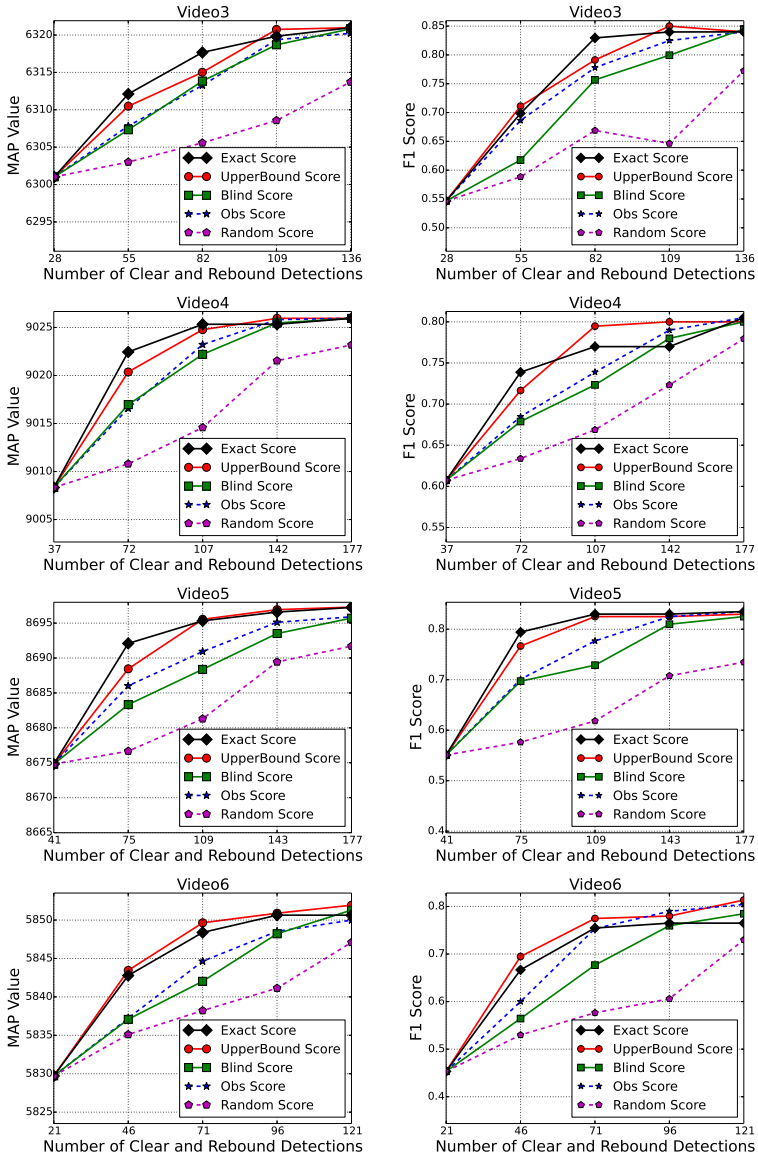 Video3
MAP Value
6320
6315
6310
6305
6300
6295
Exact Score
UpperBound Score
Blind Score
Obs Score
Random Score
28 55 82 109 136
Number of Clear and Rebound Detections
Video3
F1 Score
0.85
0.80
0.75
0.70
0.65
0.60
0.55
0.50
Exact Score
UpperBound Score
Blind Score
Obs Score
Random Score
28 55 82 109 136
Number of Clear and Rebound Detections
Video4
MAP Value
9025
9020
9015
9010
9005
Exact Score
UpperBound Score
Blind Score
Obs Score
Random Score
37 72 107 142 177
Number of Clear and Rebound Detections
Video4
F1 Score
0.80
0.75
0.70
0.65
0.60
0.55
Exact Score
UpperBound Score
Blind Score
Obs Score
Random Score
37 72 107 142 177
Number of Clear and Rebound Detections
Video5
MAP Value
8695
8690
8685
8680
8675
8670
8665
Exact Score
UpperBound Score
Blind Score
Obs Score
Random Score
41 75 109 143 177
Number of Clear and Rebound Detections
Video5
F1 Score
0.8
0.7
0.6
0.5
0.4
Exact Score
UpperBound Score
Blind Score
Obs Score
Random Score
41 75 109 143 177
Number of Clear and Rebound Detections
Video6
MAP Value
5850
5845
5840
5835
5830
5825
Exact Score
UpperBound Score
Blind Score
Obs Score
Random Score
21 46 71 96 121
Number of Clear and Rebound Detections
Video6
F1 Score
0.8
0.7
0.6
0.5
0.4
Exact Score
UpperBound Score
Blind Score
Obs Score
Random Score
21 46 71 96 121
Number of Clear and Rebound Detections